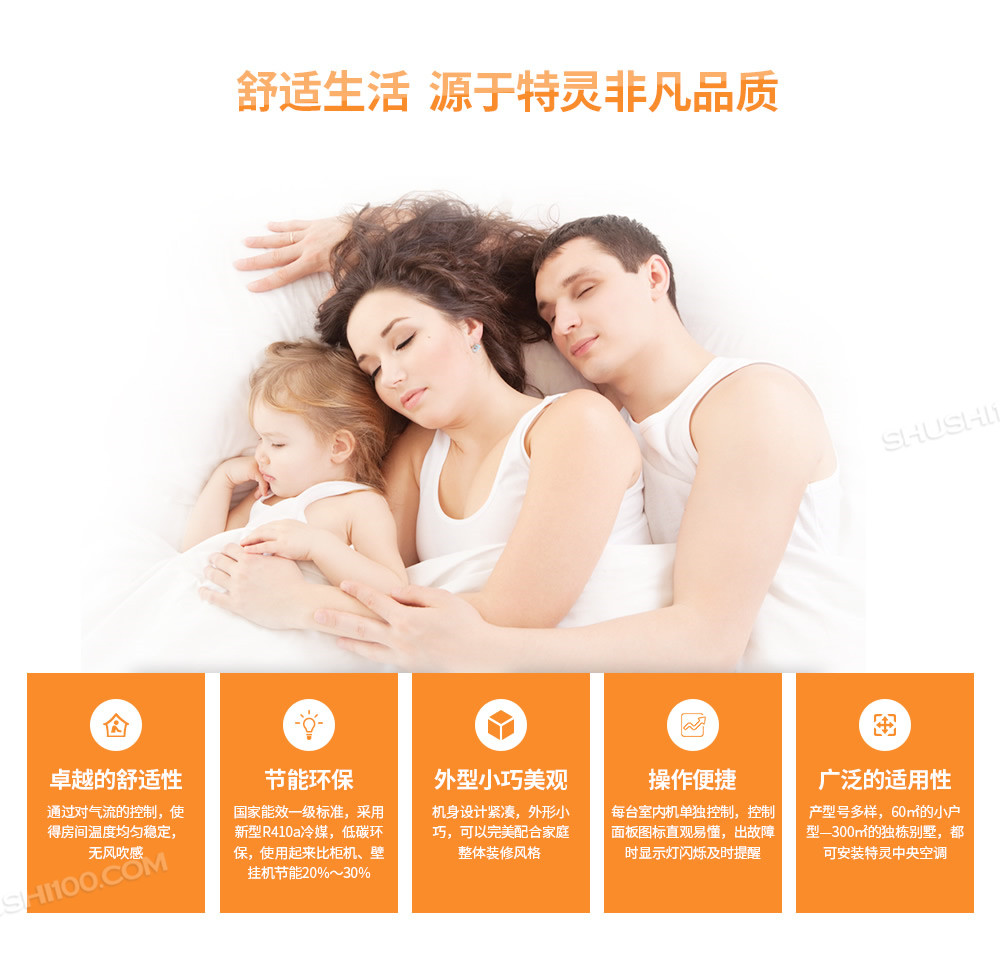 舒适生活 源于特灵非凡品质
SHUSHI1
卓越的舒适性
通过对气流的控制，使
得房间温度均匀稳定，
无风吹感
节能环保
国家能效一级标准，采用
新型R410a冷媒，低碳环
保，使用起来比柜机、壁
挂机节能20%～30%
外型小巧美观
机身设计紧凑，外形小
巧，可以完美配合家庭
整体装修风格
操作便捷
每台室内机单独控制，控制
面板图标直观易懂，出故障
时显示灯闪烁及时提醒
广泛的适用性
产型号多样，60㎡的小户
型—300㎡的独栋别墅，都
可安装特灵中央空调
SHI100.COM